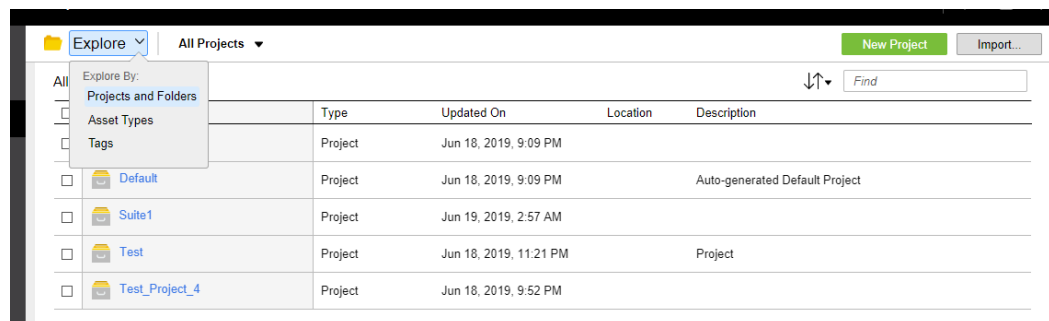 Explore All Projects New Project Import...
Explore By:
All Find
Projects and Folders
Type Updated On Location Description
Asset Types
Tags Project Jun 18, 2019, 9:09 PM
Default Project Jun 18, 2019, 9:09 PM Auto-generated Default Project
Suite1 Project Jun 19, 2019, 2:57 AM
Test Project Jun 18, 2019, 11:21 PM Project
Test_Project_4 Project Jun 18, 2019, 9:52 PM